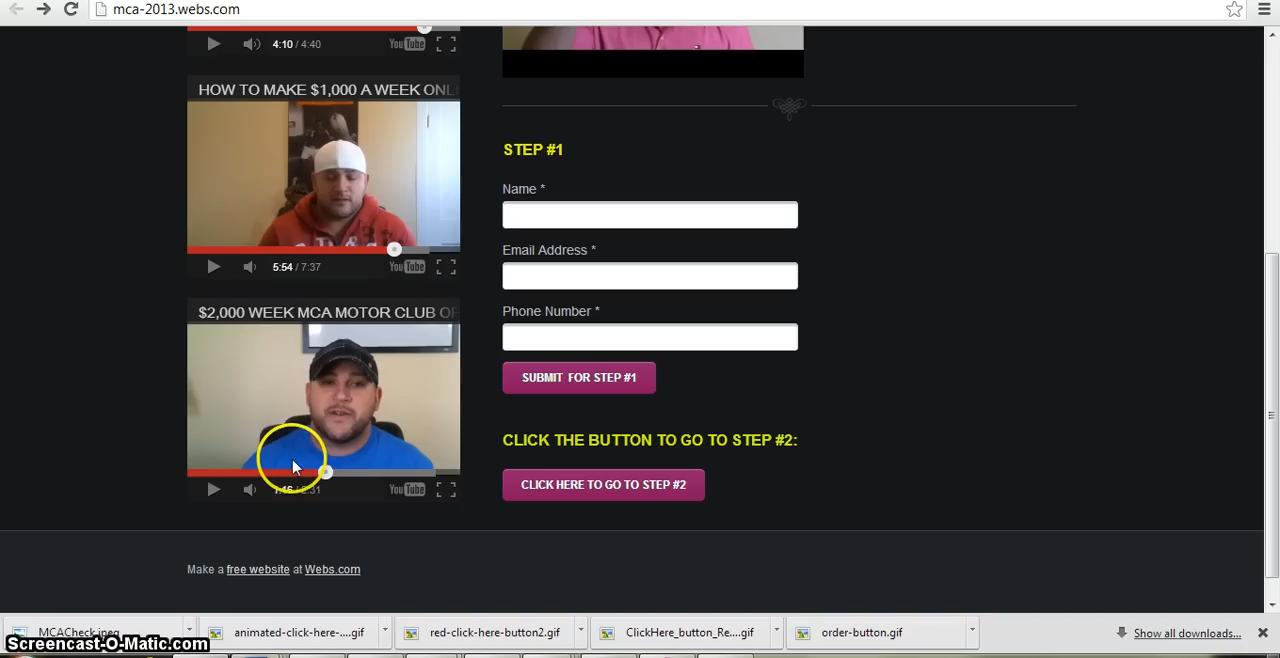 mca-2013.webs.com
4:10 / 4:40
YouTube
HOW TO MAKE $1,000 A WEEK ONL
5:54 / 7:37
YouTube
$2,000 WEEK MCA MOTOR CLUB OF
YouTube
STEP #1
Name *
Email Address *
Phone Number *
SUBMIT FOR STEP #1
CLICK THE BUTTON TO GO TO STEP #2:
CLICK HERE TO GO TO STEP #2
Make a free website at Webs.com
MCACheck.jpeg
animated-click-here-....gif
red-click-here-button2.gif
ClickHere_button_Re....gif
order-button.gif
Show all downloads...
Screencast-O-Matic.com